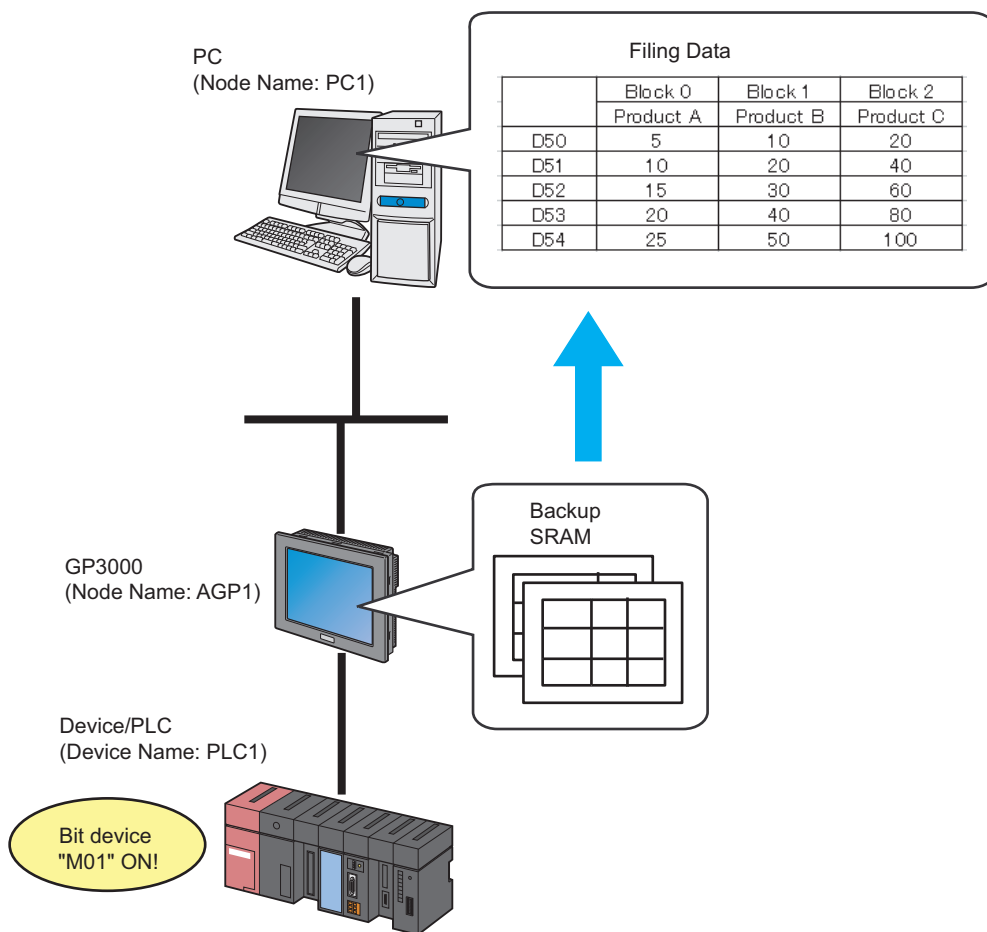 PC
(Node Name: PC1)
Filing Data
Block 0 Block 1 Block 2
Product A Product B Product C
D50 5 10 20
D51 10 20 40
D52 15 30 60
D53 20 40 80
D54 25 50 100
Backup
SRAM
GP3000
(Node Name: AGP1)
Device/PLC
(Device Name: PLC1)
Bit device
"M01" ON!